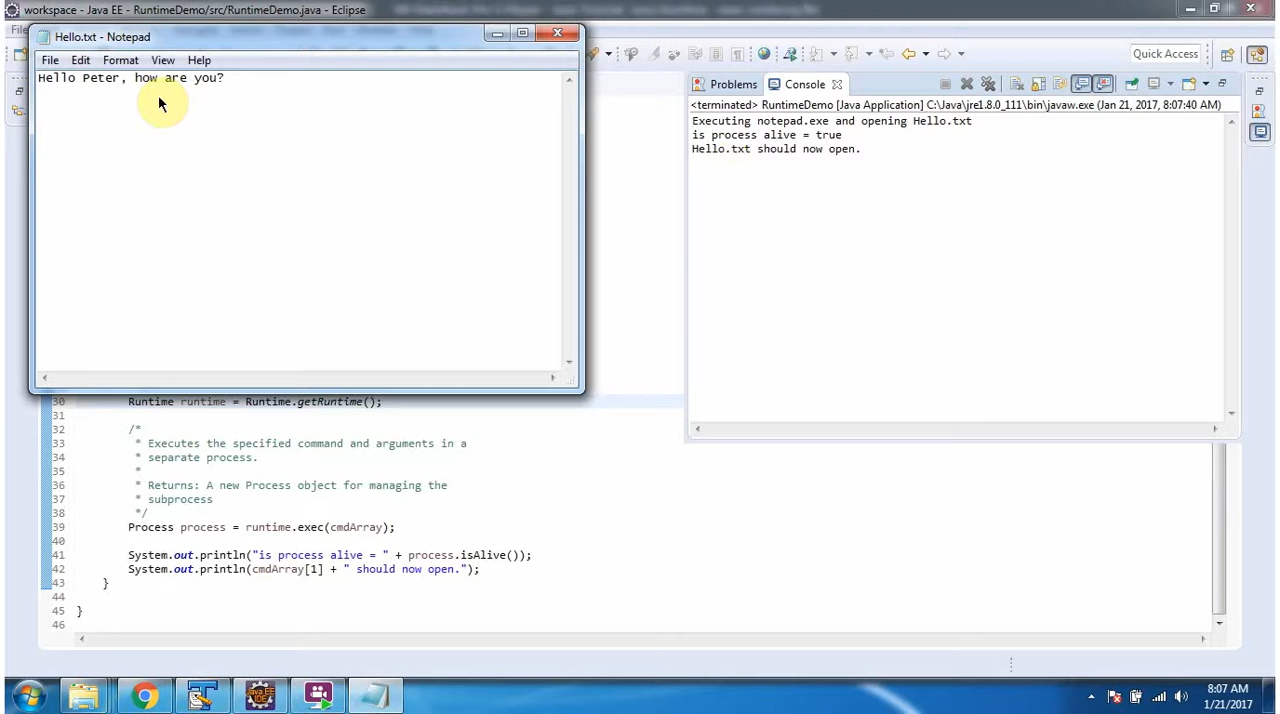 workspace - Java EE - RuntimeDemo/src/RuntimeDemo.java - Eclipse
Hello.txt - Notepad
File Edit Format View Help
Hello Peter, how are you?
Quick Access
Problems Console
<terminated> RuntimeDemo [Java Application] C:\Java\jre1.8.0_111\bin\javaw.exe (Jan 21, 2017, 8:07:40 AM)
Executing notepad.exe and opening Hello.txt
is process alive = true
Hello.txt should now open.
30 Runtime runtime = Runtime.getRuntime();
31
32 /*
33 * Executes the specified command and arguments in a
34 * separate process.
35 *
36 * Returns: A new Process object for managing the
37 * subprocess
38 */
39 Process process = runtime.exec(cmdArray);
40
41 System.out.println("is process alive = " + process.isAlive());
42 System.out.println(cmdArray[1] + " should now open.");
43 }
44
45 }
46
8:07 AM
1/21/2017